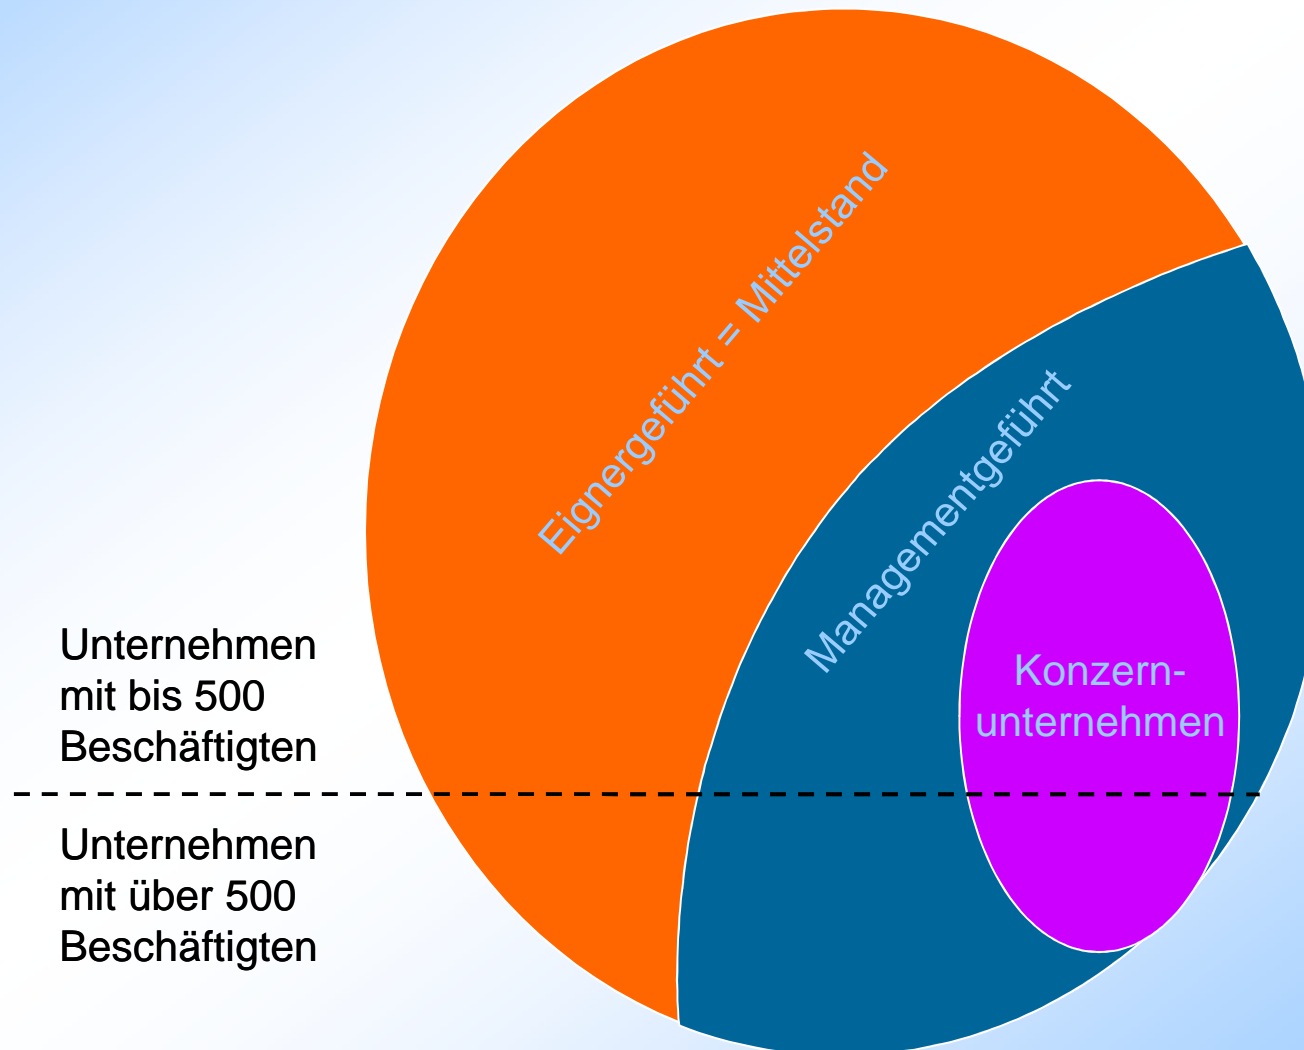 Eignergeführt = Mittelstand
Managementgeführt
Konzern-
unternehmen
Unternehmen
mit bis 500
Beschäftigten
Unternehmen
mit über 500
Beschäftigten